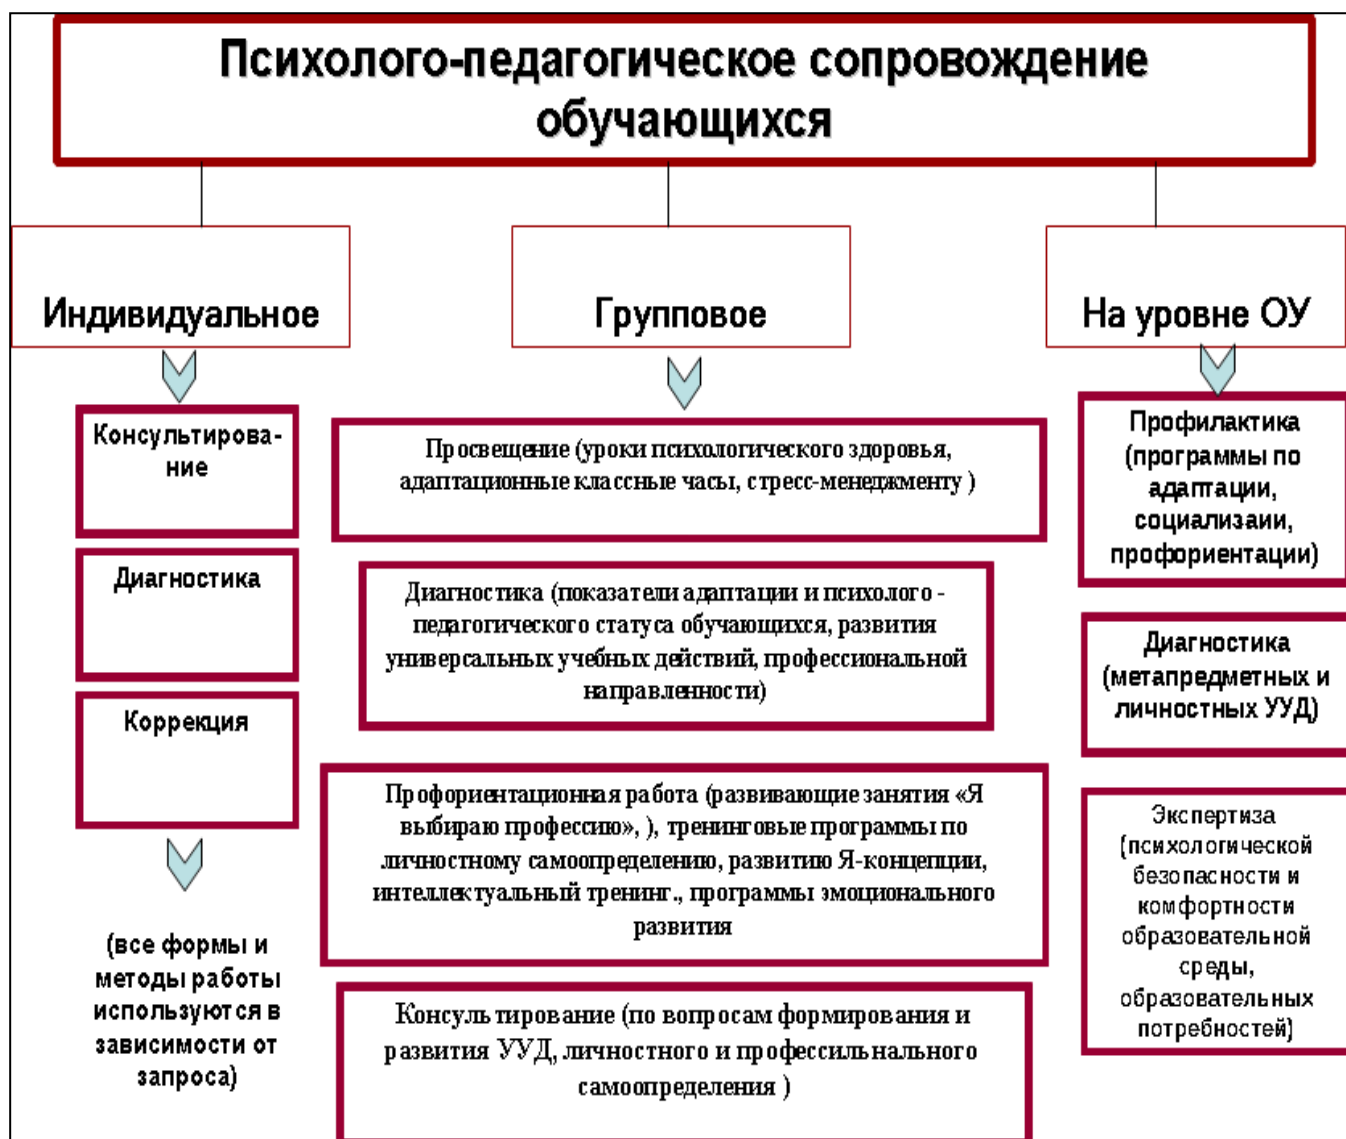 Психолого-педагогическое сопровождение
обучающихся
Индивидуальное
Групповое
На уровне ОУ
Консультирова-
ние
Диагностика
Коррекция
(все формы и
методы работы
используются в
зависимости от
запроса)
Просвещение (уроки психологического здоровья,
адаптационные классные часы, стресс-менеджменту )
Диагностика (показатели адаптации и психолого -
педагогического статуса обучающихся, развития
универсальных учебных действий, профессиональной
направленности)
Профориентационная работа (развивающие занятия «Я
выбираю профессию», ), тренинговые программы по
личностному самоопределению, развитию Я-концепции,
интеллектуальный тренинг., программы эмоционального
развития
Консультирование (по вопросам формирования и
развития УУД, личностного и профессильнального
самоопределения )
Профилактика
(программы по
адаптации,
социализаии,
профориентации)
Диагностика
(метапредметных и
личностных УУД)
Экспертиза
(психологической
безопасности и
комфортности
образовательной
среды,
образовательных
потребностей)